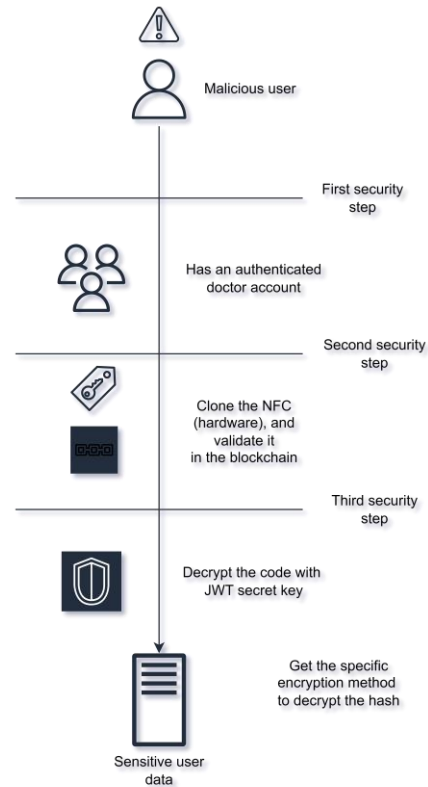 Malicious user
First security
step
Has an authenticated
doctor account
Second security
step
Clone the NFC
(hardware), and
validate it
in the blockchain
Third security
step
Decrypt the code with
JWT secret key
Get the specific
encryption method
to decrypt the hash
Sensitive user
data